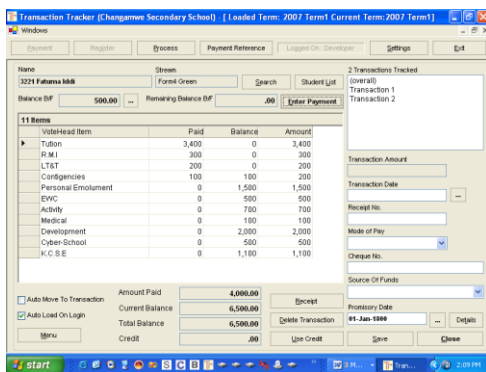 Transaction Tracker (Changamwe Secondary School) - [ Loaded Term: 2007 Term1 Current Term:2007 Term1]
Windows
Payment Register Process Payment Reference Logged On : Developer Settings Exit
Name Stream
3221 Fatuma Iddi Form4 Green Search Student List
Balance B/F 500.00 ... Remaining Balance B/F .00 Enter Payment
11 Items
VoteHead Item Paid Balance Amount
Tution 3,400 0 3,400
R.M.I 300 0 300
LT&T 200 0 200
Contigencies 100 100 200
Personal Emolument 0 1,500 1,500
EWC 0 500 500
Activity 0 700 700
Medical 0 100 100
Development 0 2,000 2,000
Cyber-School 0 500 500
K.C.S.E 0 1,100 1,100
Auto Move To Transaction
Auto Load On Login
Menu
Amount Paid 4,000.00
Current Balance 6,500.00
Total Balance 6,500.00
Credit .00
Receipt
Delete Transaction
Use Credit
2 Transactions Tracked
(overall)
Transaction 1
Transaction 2
Transaction Amount
Transaction Date
...
Receipt No.
Mode of Pay
Cheque No.
Source Of Funds
Promisory Date
01-Jan-1800 ... Details
Save Close
start S C B 3 M... Tran... 2:09 PM